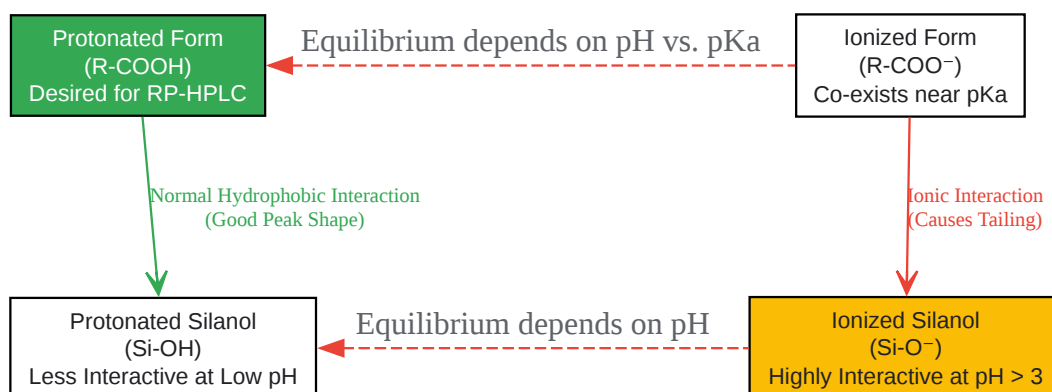 Protonated Form
(R-COOH)
Desired for RP-HPLC
Equilibrium depends on pH vs. pKa
Ionized Form
(R-COO⁻)
Co-exists near pKa
Normal Hydrophobic Interaction
(Good Peak Shape)
Ionic Interaction
(Causes Tailing)
Protonated Silanol
(Si-OH)
Less Interactive at Low pH
Equilibrium depends on pH
Ionized Silanol
(Si-O⁻)
Highly Interactive at pH > 3